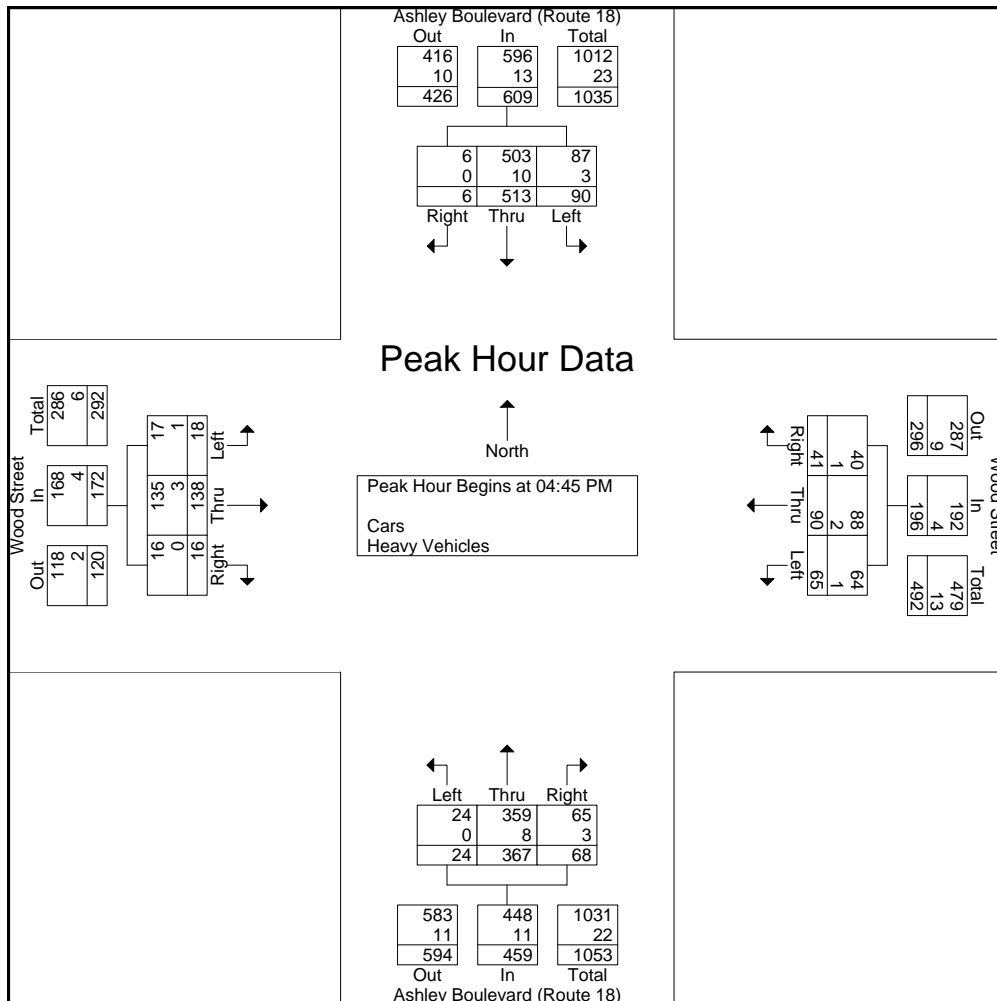 Ashley Boulevard (Route 18)
Out In Total
416 596 1012
10 13 23
426 609 1035
6 503 87
0 10 3
6 513 90
Right Thru Left
Peak Hour Data
North
Peak Hour Begins at 04:45 PM
Cars
Heavy Vehicles
Wood Street
Out In Total
118 168 286
2 4 6
120 172 292
Right Thru Left
16 135 17
0 3 1
16 138 18
Wood Street
Out In Total
287 192 479
9 4 13
296 196 492
Right Thru Left
40 88 64
1 2 1
41 90 65
Left Thru Right
24 359 65
0 8 3
24 367 68
583 448 1031
11 11 22
594 459 1053
Out In Total
Ashley Boulevard (Route 18)